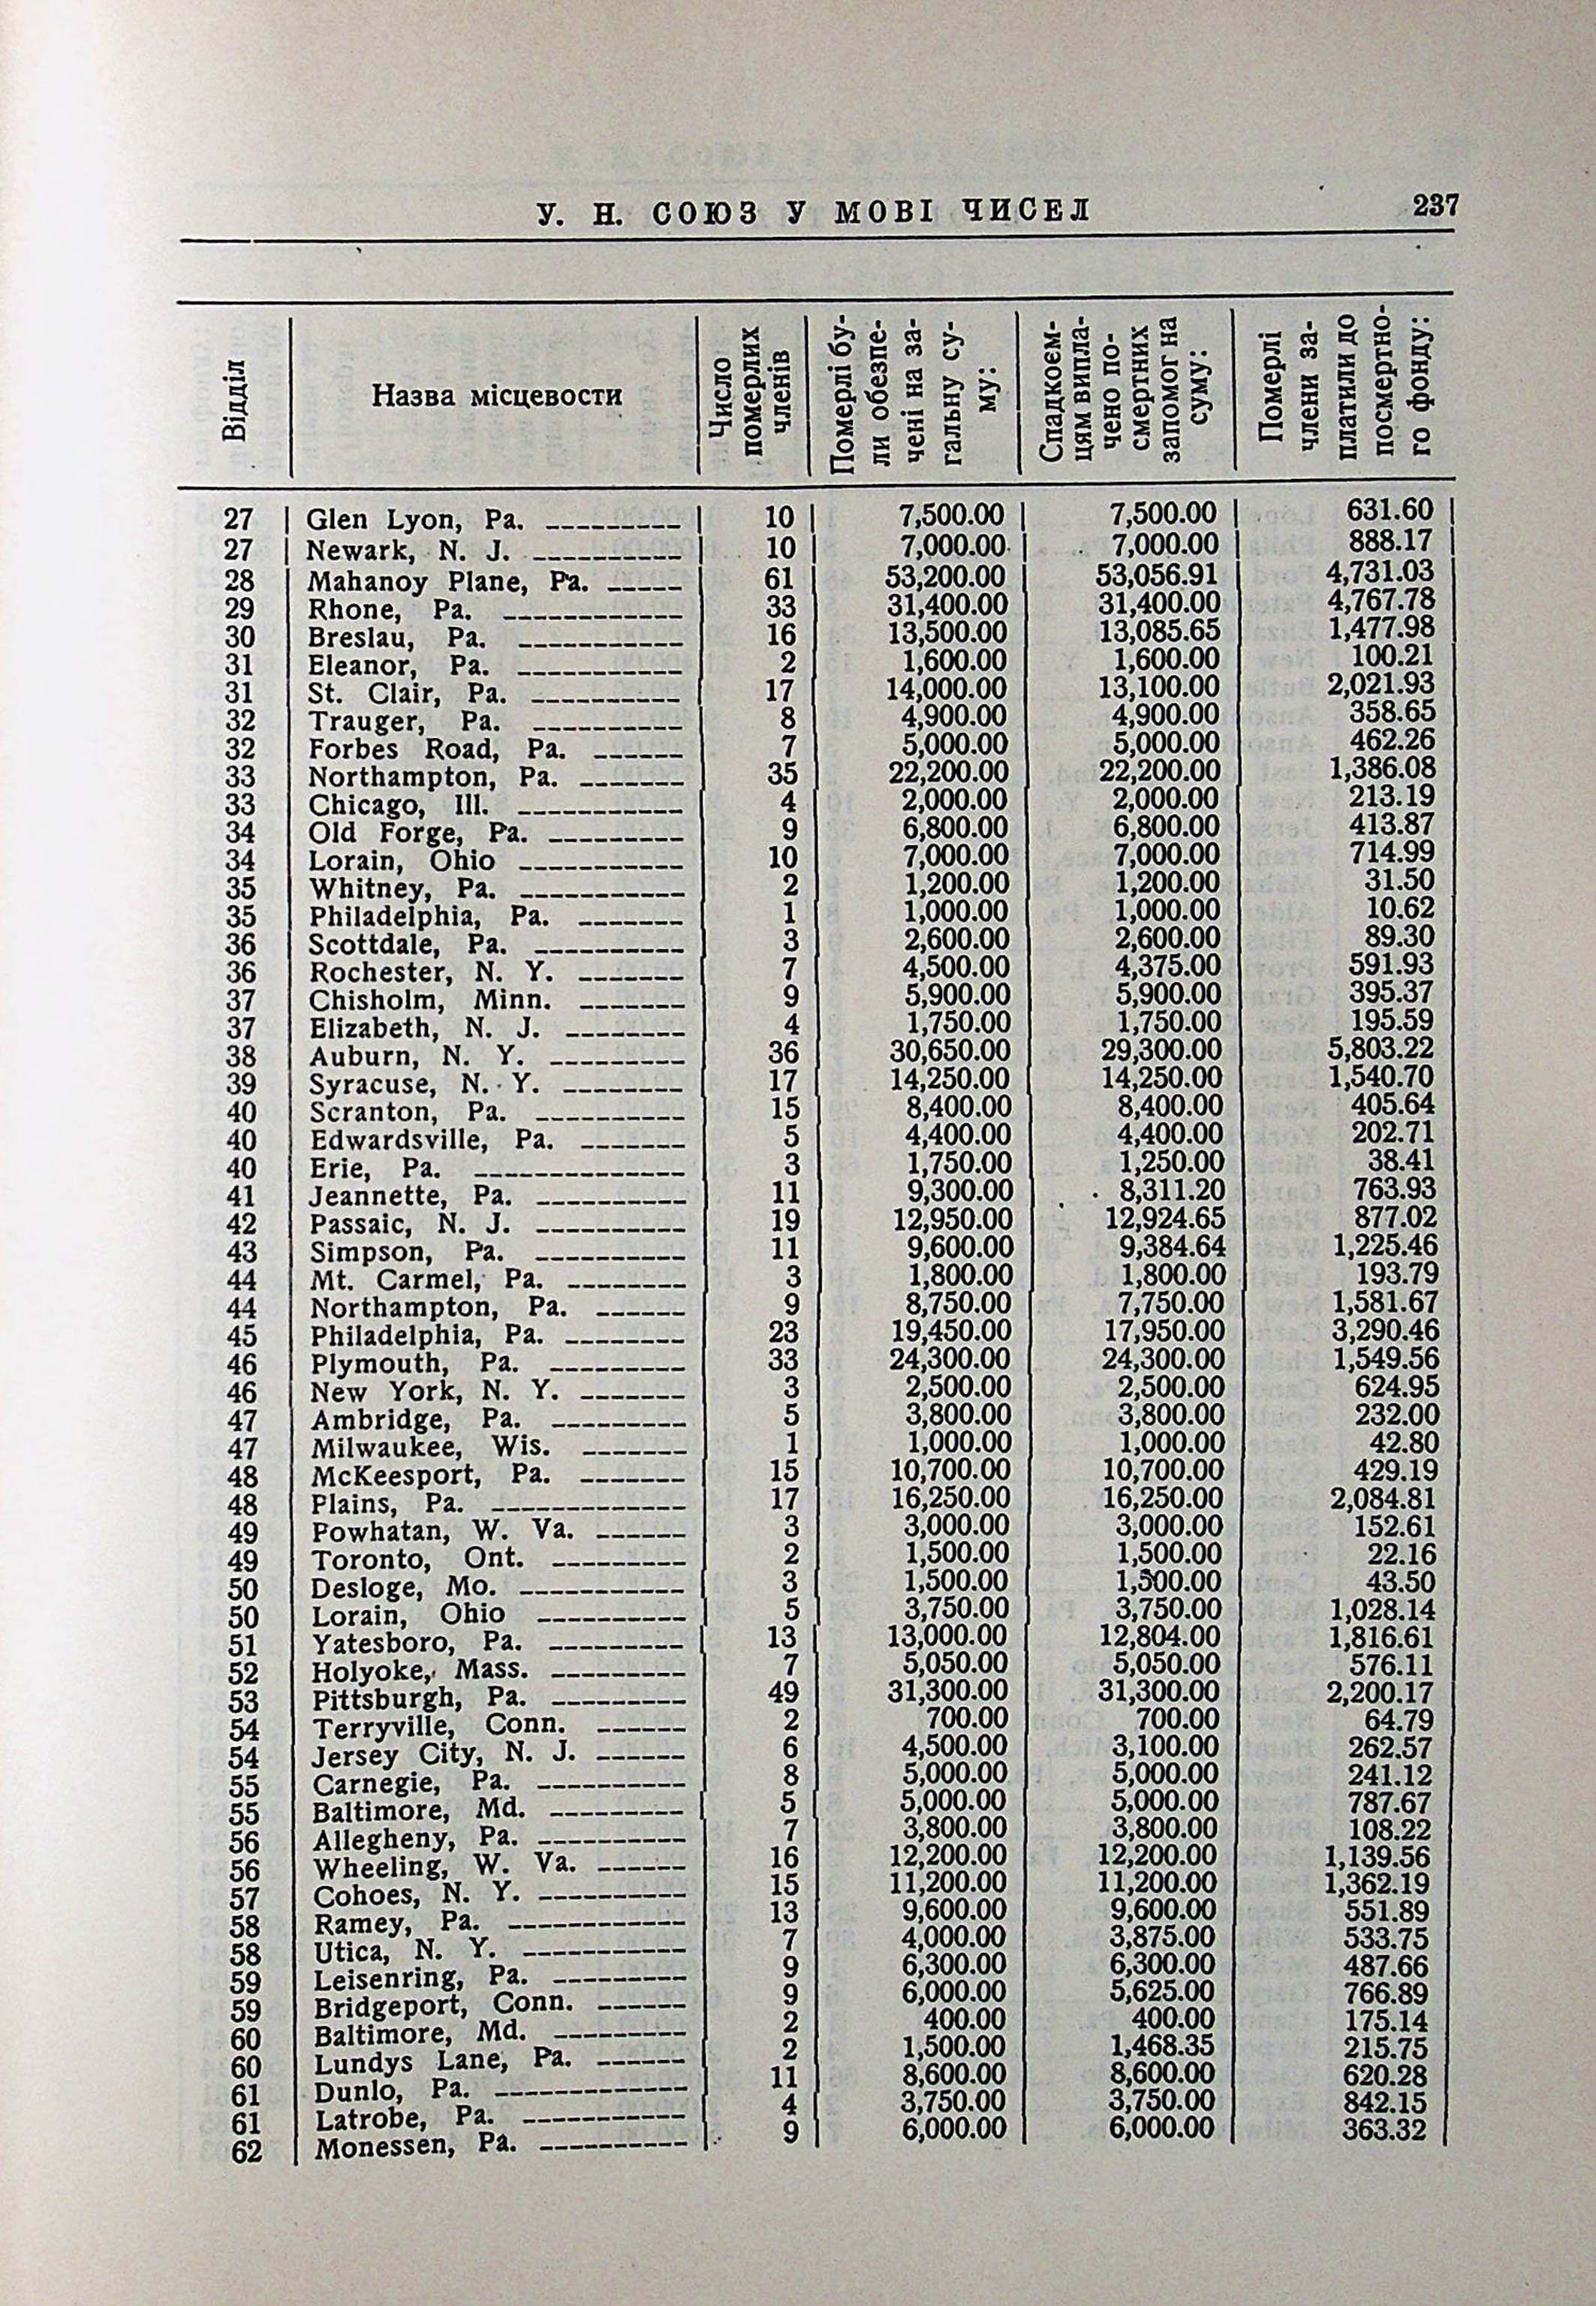 У. Н. СОЮЗ У МОВІ ЧИСЕЛ 237
Відділ
Назва місцевости
Число
померлих
членів
Померлі бу-
ли обезпе-
чені на за-
гальну су-
му:
Спадкоєм-
цям випла-
чено по-
смертних
запомог на
суму:
Померлі
члени за-
платили до
посмертно-
го фонду:
27 Glen Lyon, Pa. 10 7,500.00 7,500.00 631.60
27 Newark, N. J. 10 7,000.00 7,000.00 888.17
28 Mahanoy Plane, Pa. 61 53,200.00 53,056.91 4,731.03
29 Rhone, Pa. 33 31,400.00 31,400.00 4,767.78
30 Breslau, Pa. 16 13,500.00 13,085.65 1,477.98
31 Eleanor, Pa. 2 1,600.00 1,600.00 100.21
31 St. Clair, Pa. 17 14,000.00 13,100.00 2,021.93
32 Trauger, Pa. 8 4,900.00 4,900.00 358.65
32 Forbes Road, Pa. 7 5,000.00 5,000.00 462.26
33 Northampton, Pa. 35 22,200.00 22,200.00 1,386.08
33 Chicago, Ill. 4 2,000.00 2,000.00 213.19
34 Old Forge, Pa. 9 6,800.00 6,800.00 413.87
34 Lorain, Ohio 10 7,000.00 7,000.00 714.99
35 Whitney, Pa. 2 1,200.00 1,200.00 31.50
35 Philadelphia, Pa. 1 1,000.00 1,000.00 10.62
36 Scottdale, Pa. 3 2,600.00 2,600.00 89.30
36 Rochester, N. Y. 7 4,500.00 4,375.00 591.93
37 Chisholm, Minn. 9 5,900.00 5,900.00 395.37
37 Elizabeth, N. J. 4 1,750.00 1,750.00 195.59
38 Auburn, N. Y. 36 30,650.00 29,300.00 5,803.22
39 Syracuse, N. Y. 17 14,250.00 14,250.00 1,540.70
40 Scranton, Pa. 15 8,400.00 8,400.00 405.64
40 Edwardsville, Pa. 5 4,400.00 4,400.00 202.71
40 Erie, Pa. 3 1,750.00 1,250.00 38.41
41 Jeannette, Pa. 11 9,300.00 8,311.20 763.93
42 Passaic, N. J. 19 12,950.00 12,924.65 877.02
43 Simpson, Pa. 11 9,600.00 9,384.64 1,225.46
44 Mt. Carmel, Pa. 3 1,800.00 1,800.00 193.79
44 Northampton, Pa. 9 8,750.00 7,750.00 1,581.67
45 Philadelphia, Pa. 23 19,450.00 17,950.00 3,290.46
46 Plymouth, Pa. 33 24,300.00 24,300.00 1,549.56
46 New York, N. Y. 3 2,500.00 2,500.00 624.95
47 Ambridge, Pa. 5 3,800.00 3,800.00 232.00
47 Milwaukee, Wis. 1 1,000.00 1,000.00 42.80
48 McKeesport, Pa. 15 10,700.00 10,700.00 429.19
48 Plains, Pa. 17 16,250.00 16,250.00 2,084.81
49 Powhatan, W. Va. 3 3,000.00 3,000.00 152.61
49 Toronto, Ont. 2 1,500.00 1,500.00 22.16
50 Desloge, Mo. 3 1,500.00 1,500.00 43.50
50 Lorain, Ohio 5 3,750.00 3,750.00 1,028.14
51 Yatesboro, Pa. 13 13,000.00 12,804.00 1,816.61
52 Holyoke, Mass. 7 5,050.00 5,050.00 576.11
53 Pittsburgh, Pa. 49 31,300.00 31,300.00 2,200.17
54 Terryville, Conn. 2 700.00 700.00 64.79
54 Jersey City, N. J. 6 4,500.00 3,100.00 262.57
55 Carnegie, Pa. 8 5,000.00 5,000.00 241.12
55 Baltimore, Md. 5 5,000.00 5,000.00 787.67
56 Allegheny, Pa. 7 3,800.00 3,800.00 108.22
56 Wheeling, W. Va. 16 12,200.00 12,200.00 1,139.56
57 Cohoes, N. Y. 15 11,200.00 11,200.00 1,362.19
58 Ramey, Pa. 13 9,600.00 9,600.00 551.89
58 Utica, N. Y. 7 4,000.00 3,875.00 533.75
59 Leisenring, Pa. 9 6,300.00 6,300.00 487.66
59 Bridgeport, Conn. 9 6,000.00 5,625.00 766.89
60 Baltimore, Md. 2 400.00 400.00 175.14
60 Lundys Lane, Pa. 2 1,500.00 1,468.35 215.75
61 Dunlo, Pa. 11 8,600.00 8,600.00 620.28
61 Latrobe, Pa. 4 3,750.00 3,750.00 842.15
62 Monessen, Pa. 9 6,000.00 6,000.00 363.32